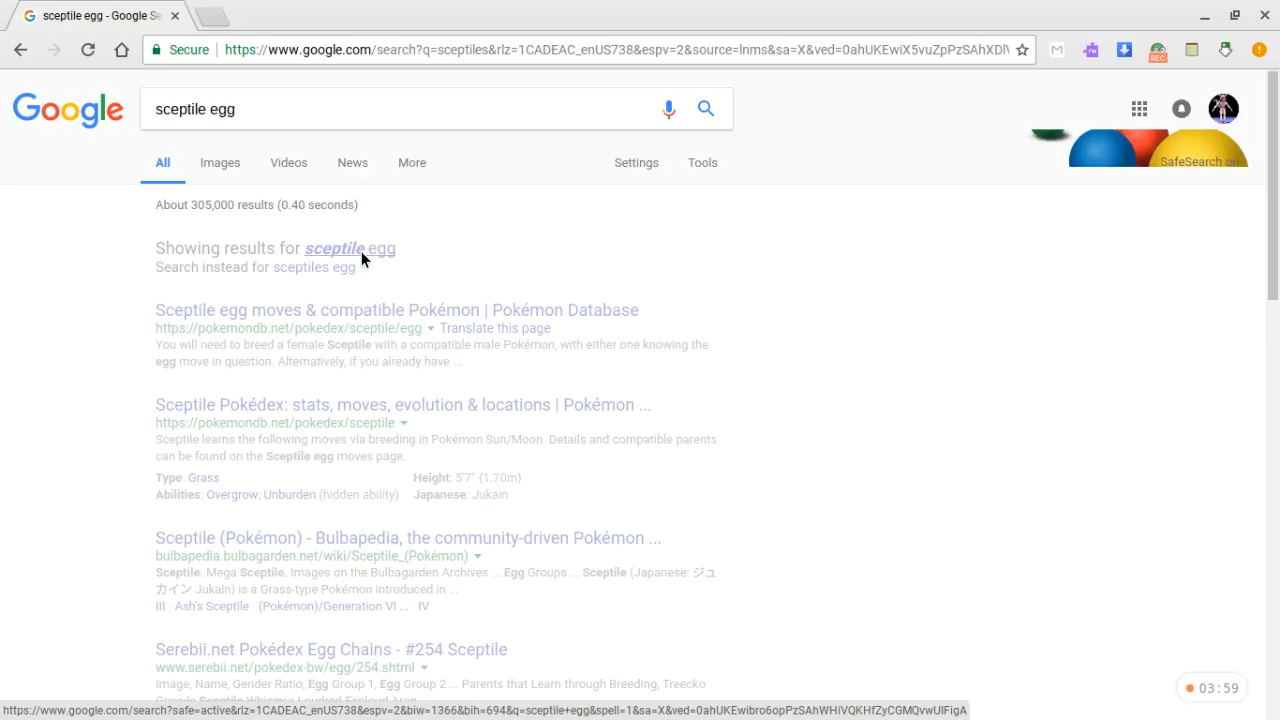 sceptile egg - Google Se
Secure
https://www.google.com/search?q=sceptiles&rlz=1CADEAC_enUS738&espv=2&source=lnms&sa=X&ved=0ahUKEwiX5vuZpPzSAhXDl
REC
Google
sceptile egg
All Images Videos News More Settings Tools
SafeSearch on
About 305,000 results (0.40 seconds)
Showing results for sceptile egg
Search instead for sceptiles egg
Sceptile egg moves & compatible Pokémon | Pokémon Database
https://pokemondb.net/pokedex/sceptile/egg Translate this page
You will need to breed a female Sceptile with a compatible male Pokémon, with either one knowing the
egg move in question. Alternatively, if you already have ...
Sceptile Pokédex: stats, moves, evolution & locations | Pokémon ...
https://pokemondb.net/pokedex/sceptile
Sceptile learns the following moves via breeding in Pokémon Sun/Moon. Details and compatible parents
can be found on the Sceptile egg moves page.
Type: Grass Height: 5'7" (1.70m)
Abilities: Overgrow; Unburden (hidden ability) Japanese: Jukain
Sceptile (Pokémon) - Bulbapedia, the community-driven Pokémon ...
bulbapedia.bulbagarden.net/wiki/Sceptile_(Pokémon)
Sceptile. Mega Sceptile. Images on the Bulbagarden Archives ... Egg Groups ... Sceptile (Japanese: ジュ
カイン Jukain) is a Grass-type Pokémon introduced in ...
III · Ash's Sceptile · (Pokémon)/Generation VI ... · IV
Serebii.net Pokédex Egg Chains - #254 Sceptile
www.serebii.net/pokedex-bw/egg/254.shtml
Image, Name, Gender Ratio, Egg Group 1, Egg Group 2 ... Parents that Learn through Breeding, Treecko
Grovyle Sceptile Whismur Loudred Exploud Aron
03:59
https://www.google.com/search?safe=active&rlz=1CADEAC_enUS738&espv=2&biw=1366&bih=694&q=sceptile+egg&spell=1&sa=X&ved=0ahUKEwibro6opPzSAhWHiVQKHfZyCGMQvwUIFigA